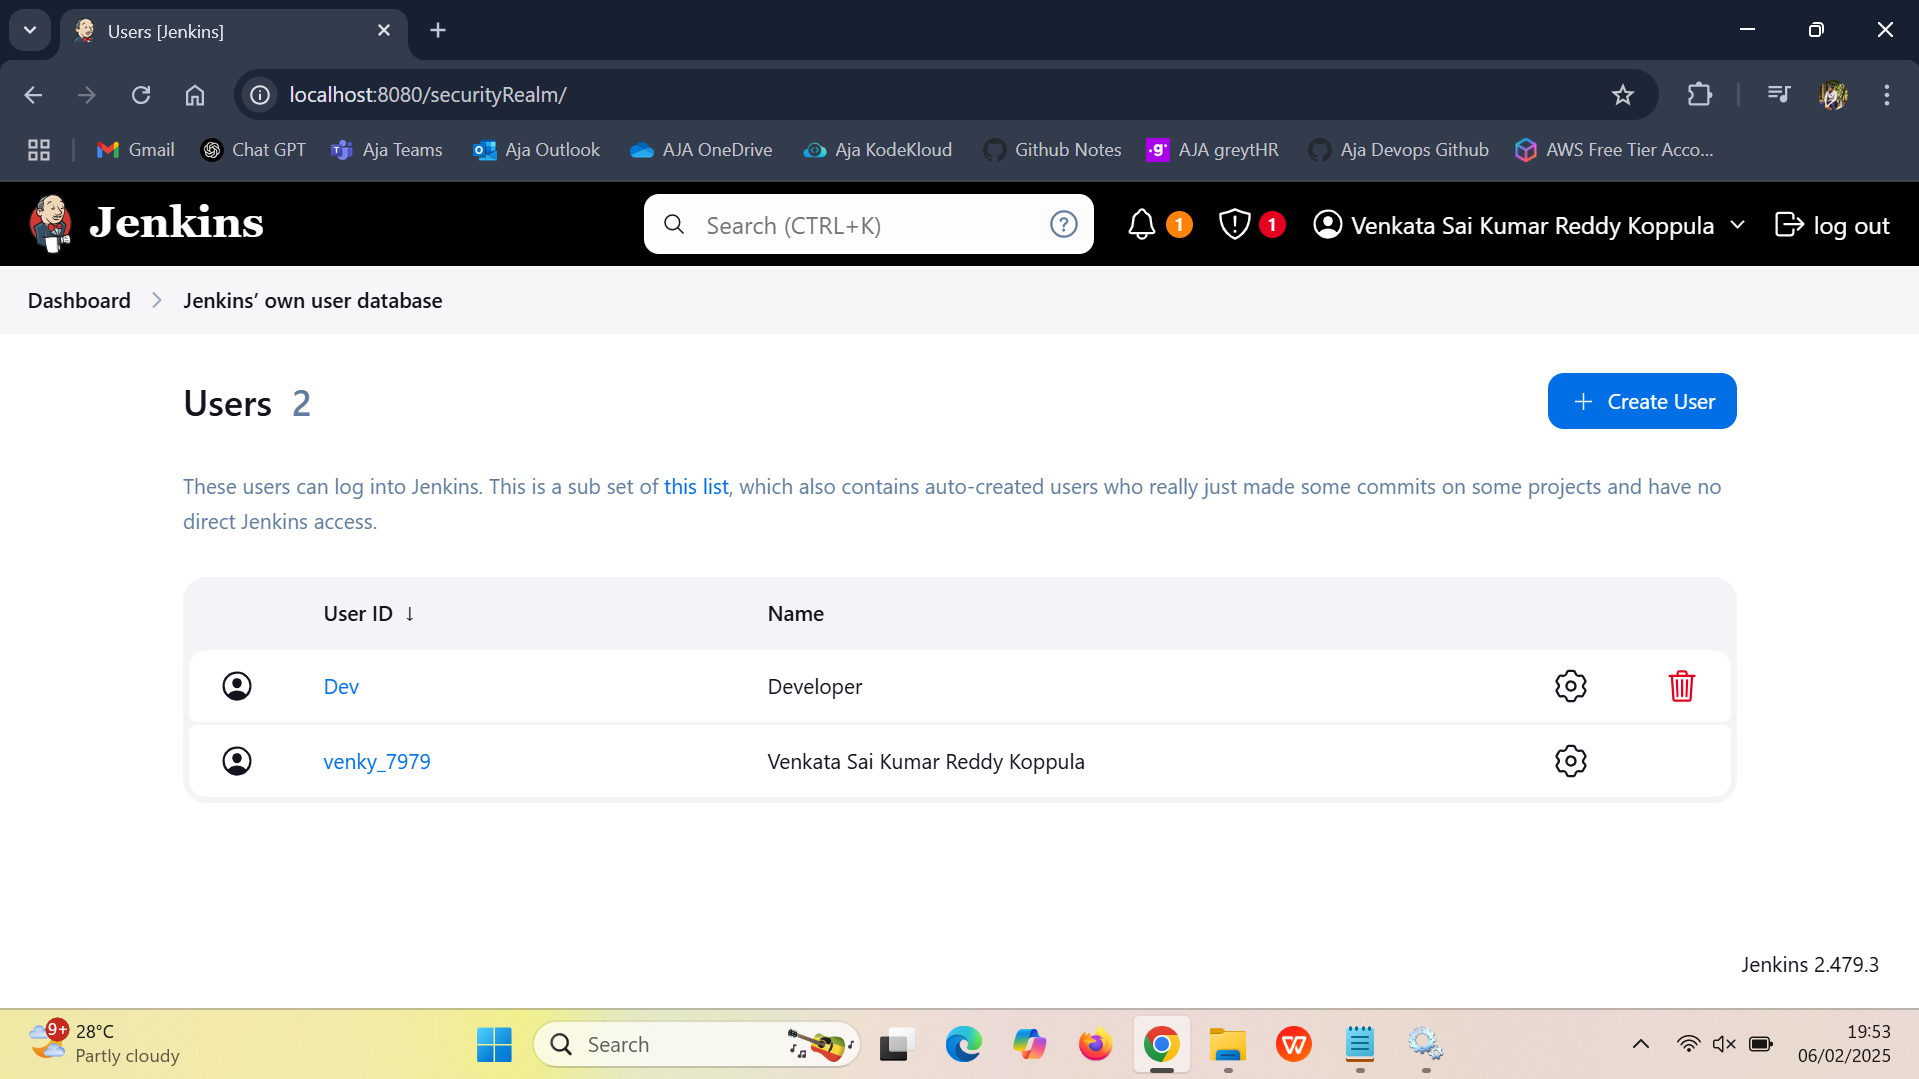 Users [Jenkins]
localhost:8080/securityRealm/
Gmail
Chat GPT
Aja Teams
Aja Outlook
AJA OneDrive
Aja KodeKloud
Github Notes
.g AJA greytHR
Aja Devops Github
AWS Free Tier Acco...
Jenkins
Search (CTRL+K)
1
1
Venkata Sai Kumar Reddy Koppula
log out
Dashboard > Jenkins' own user database
Users 2
+ Create User
These users can log into Jenkins. This is a sub set of this list, which also contains auto-created users who really just made some commits on some projects and have no
direct Jenkins access.
User ID ↓ Name
Dev Developer
venky_7979 Venkata Sai Kumar Reddy Koppula
Jenkins 2.479.3
9+
28°C
Partly cloudy
Search
19:53
06/02/2025